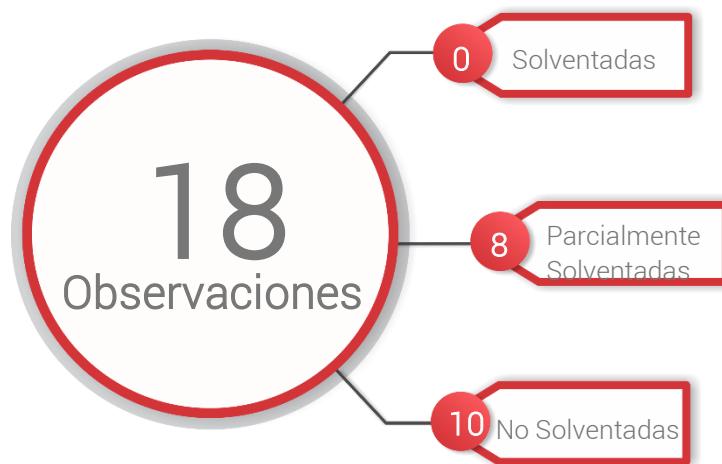 18
Observaciones
0
Solventadas
8
Parcialmente
Solventadas
10
No Solventadas